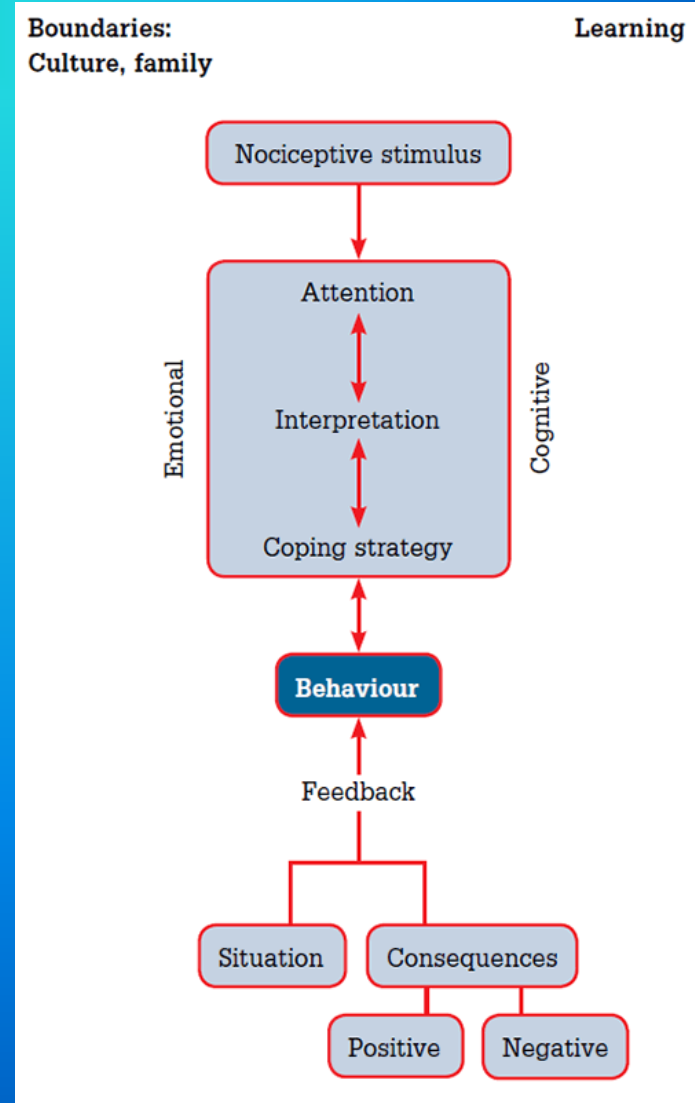 Boundaries:
Culture, family
Learning
Nociceptive stimulus
Attention
Emotional
Interpretation
Cognitive
Coping strategy
Behaviour
Feedback
Situation
Consequences
Positive
Negative